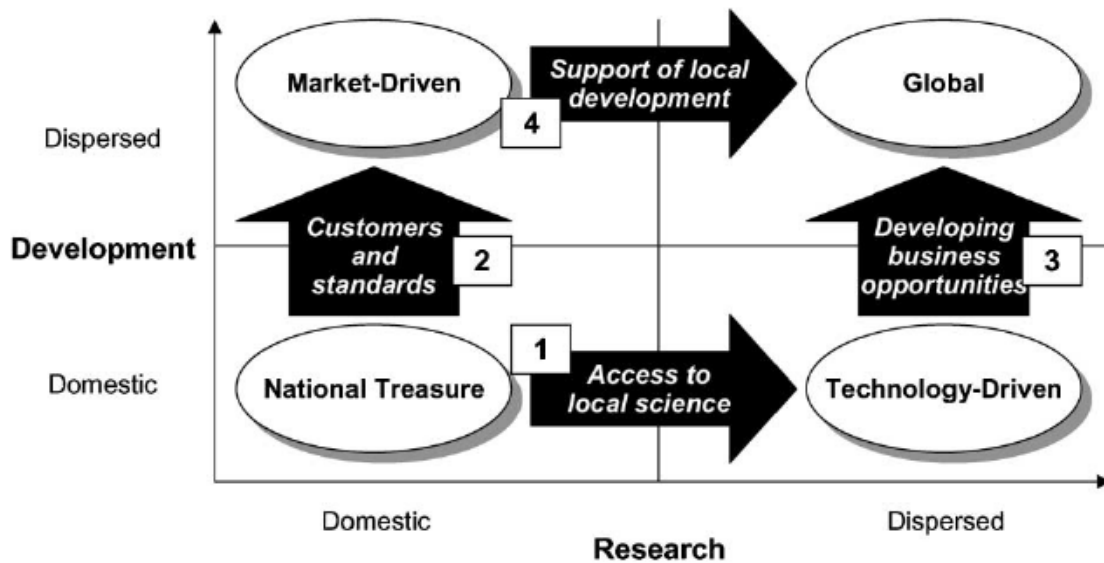 Market-Driven
Support of local
development
Global
4
Dispersed
Development
Customers
and
standards
2
Developing
business
opportunities
3
Domestic
National Treasure
1
Access to
local science
Technology-Driven
Domestic
Dispersed
Research